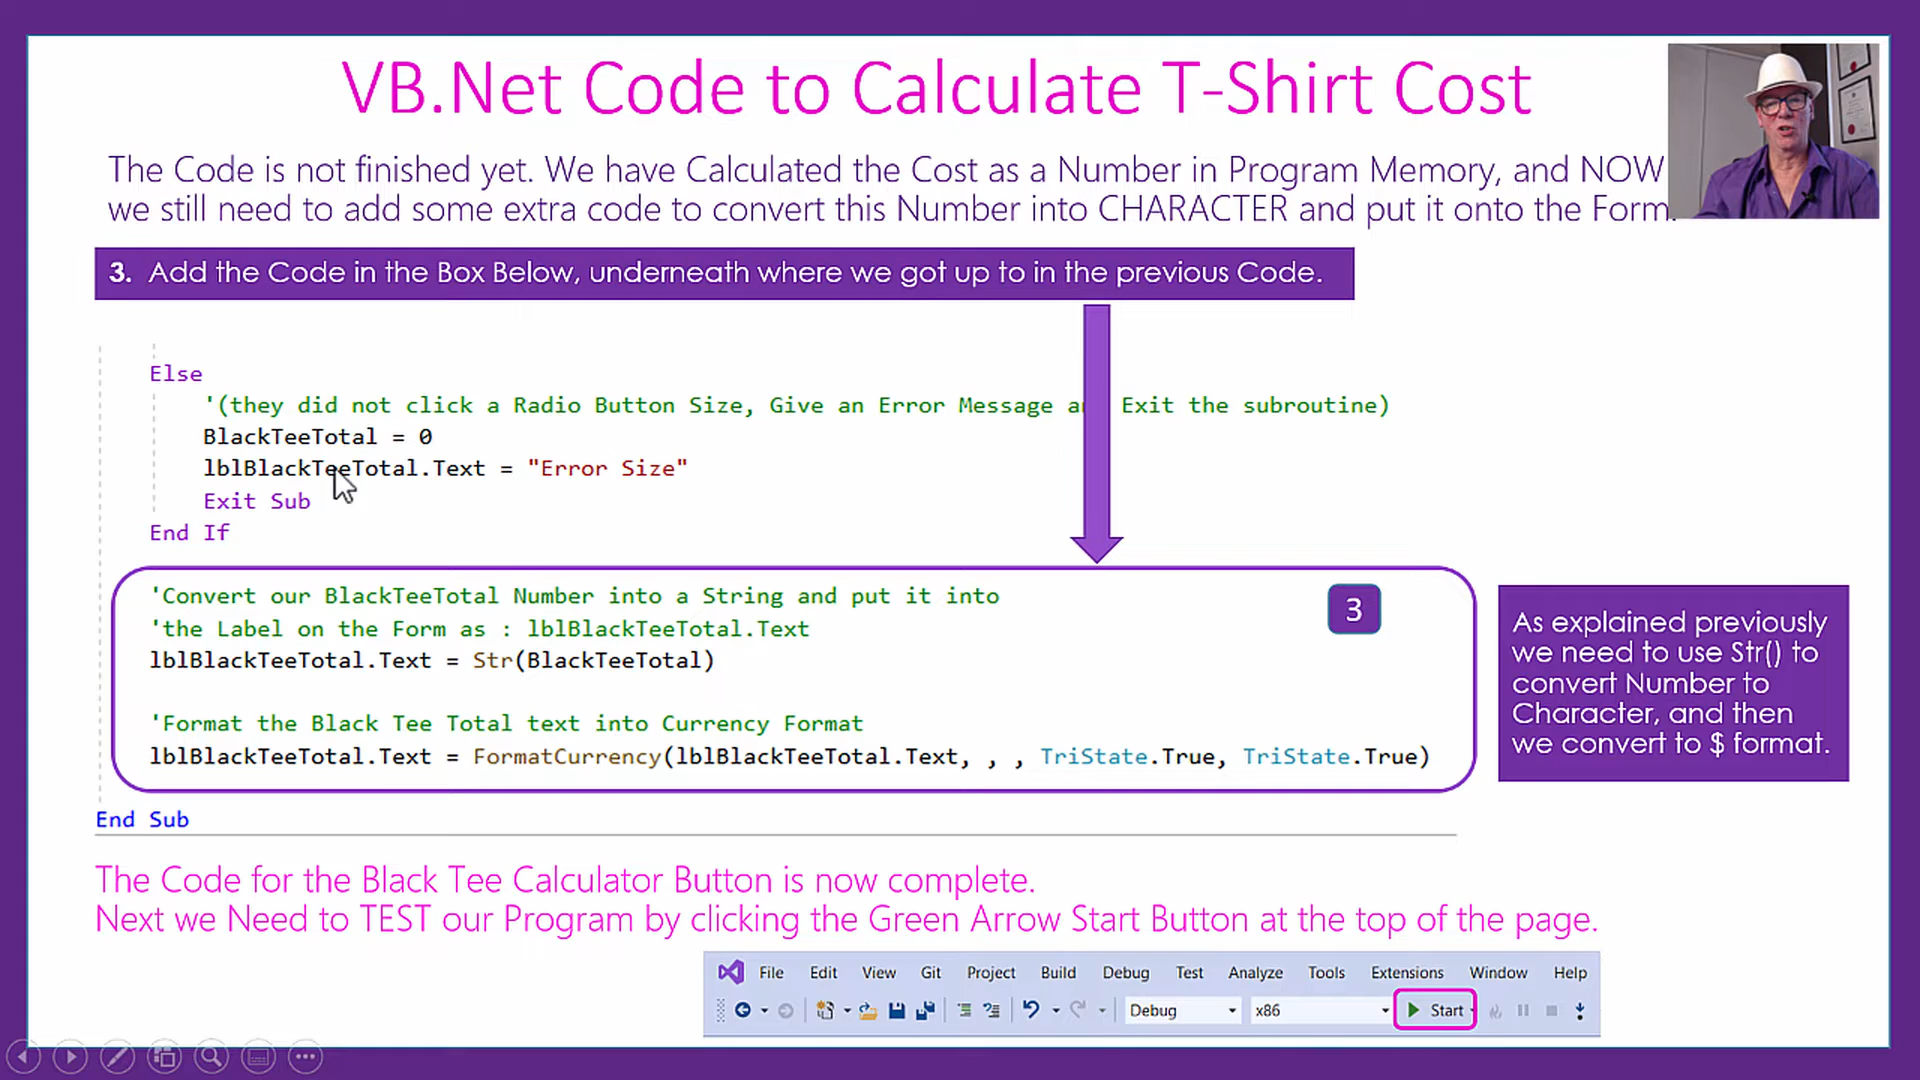 VB.Net Code to Calculate T-Shirt Cost
The Code is not finished yet. We have Calculated the Cost as a Number in Program Memory, and NOW
we still need to add some extra code to convert this Number into CHARACTER and put it onto the Form.
3. Add the Code in the Box Below, underneath where we got up to in the previous Code.
Else
'(they did not click a Radio Button Size, Give an Error Message a Exit the subroutine)
BlackTeeTotal = 0
lblBlackTeeTotal.Text = "Error Size"
Exit Sub
End If
'Convert our BlackTeeTotal Number into a String and put it into
'the Label on the Form as : lblBlackTeeTotal.Text
lblBlackTeeTotal.Text = Str(BlackTeeTotal)
'Format the Black Tee Total text into Currency Format
lblBlackTeeTotal.Text = FormatCurrency(lblBlackTeeTotal.Text, , , TriState.True, TriState.True)
3
As explained previously
we need to use Str() to
convert Number to
Character, and then
we convert to $ format.
End Sub
The Code for the Black Tee Calculator Button is now complete.
Next we Need to TEST our Program by clicking the Green Arrow Start Button at the top of the page.
File Edit View Git Project Build Debug Test Analyze Tools Extensions Window Help
Debug x86 Start